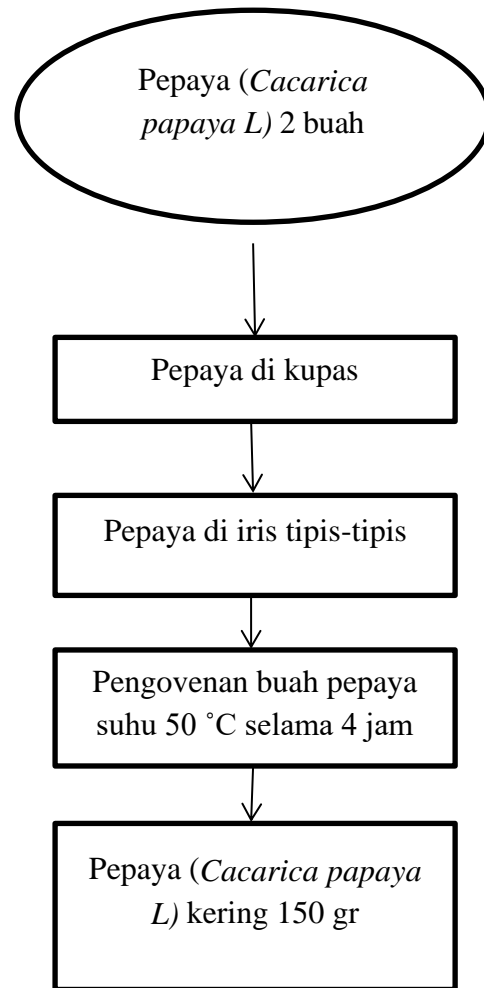 Pepaya (Cacarica
papaya L) 2 buah
Pepaya di kupas
Pepaya di iris tipis-tipis
Pengovenan buah pepaya
suhu 50 ˚C selama 4 jam
Pepaya (Cacarica papaya
L) kering 150 gr